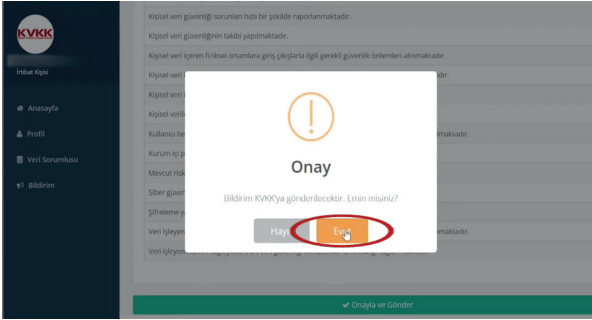 KVKK
İrtibat Kişisi
Anasayfa
Profil
Veri Sorumlusu
Bildirim
Kişisel veri güvenliği sorunları hızlı bir şekilde raporlanmaktadır.
Kişisel veri güvenliğinin takibi yapılmaktadır.
Kişisel veri içeren fiziksel ortamlara giriş çıkışlarla ilgili gerekli güvenlik önlemleri alınmaktadır.
Kişisel veri
Kişisel veri
Kişisel veri
Kullanıcı he
Kurum içi p
Mevcut risk
Siber güven
Şifreleme y
Veri işleyen
Veri işleyen
Onay
Bildirim KVKK'ya gönderilecektir. Emin misiniz?
Hayır
Evet
Onayla ve Gönder